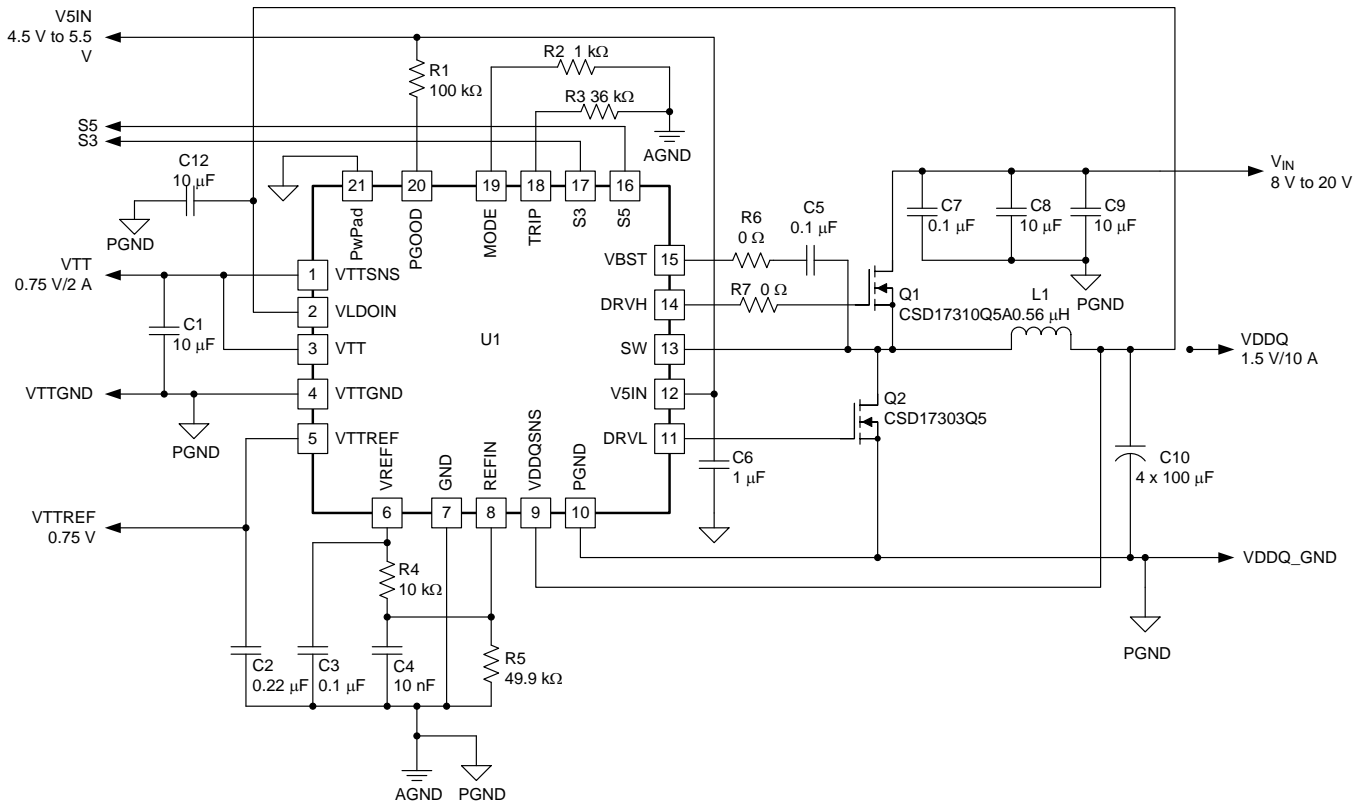 V5IN
4.5 V to 5.5
V
R1
100 kΩ
R2 1 kΩ
R3 36 kΩ
AGND
S5
S3
C12
10 μF
PGND
21
20
19
18
17
16
PwPad
PGOOD
MODE
TRIP
S3
S5
VIN
8 V to 20 V
C7
0.1 μF
C8
10 μF
C9
10 μF
PGND
R6
0 Ω
C5
0.1 μF
VTT
0.75 V/2 A
1 VTTSNS
VBST 15
2 VLDOIN
DRVH 14
R7 0 Ω
Q1
CSD17310Q5A
L1
0.56 μH
C1
10 μF
U1
3 VTT
SW 13
VDDQ
1.5 V/10 A
VTTGND
4 VTTGND
V5IN 12
Q2
CSD17303Q5
PGND
5 VTTREF
DRVL 11
C6
1 μF
C10
4 x 100 μF
VREF
GND
REFIN
VDDQSNS
PGND
6
7
8
9
10
VTTREF
0.75 V
VDDQ_GND
R4
10 kΩ
PGND
C2
0.22 μF
C3
0.1 μF
C4
10 nF
R5
49.9 kΩ
AGND
PGND